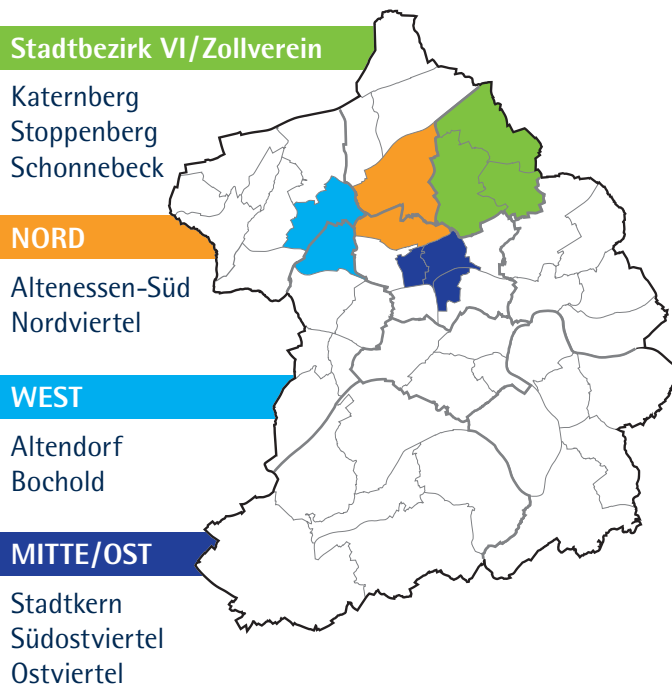 Stadtbezirk VI/Zollverein
Katernberg
Stoppenberg
Schonnebeck
NORD
Altenessen-Süd
Nordviertel
WEST
Altendorf
Bochold
MITTE/OST
Stadtkern
Südostviertel
Ostviertel